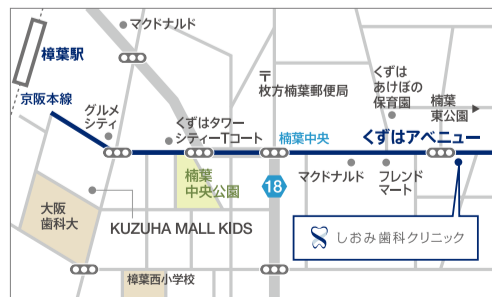 マクドナルド
樟葉駅
京阪本線
グルメ
シティ
くずはタワー
シティーTコート
〒
枚方楠葉郵便局
くずは
あけぼの
保育園
楠葉
東公園
楠葉中央
くずはアベニュー
楠葉
中央公園
18
マクドナルド
フレンド
マート
大阪
歯科大
KUZUHA MALL KIDS
しおみ歯科クリニック
樟葉西小学校